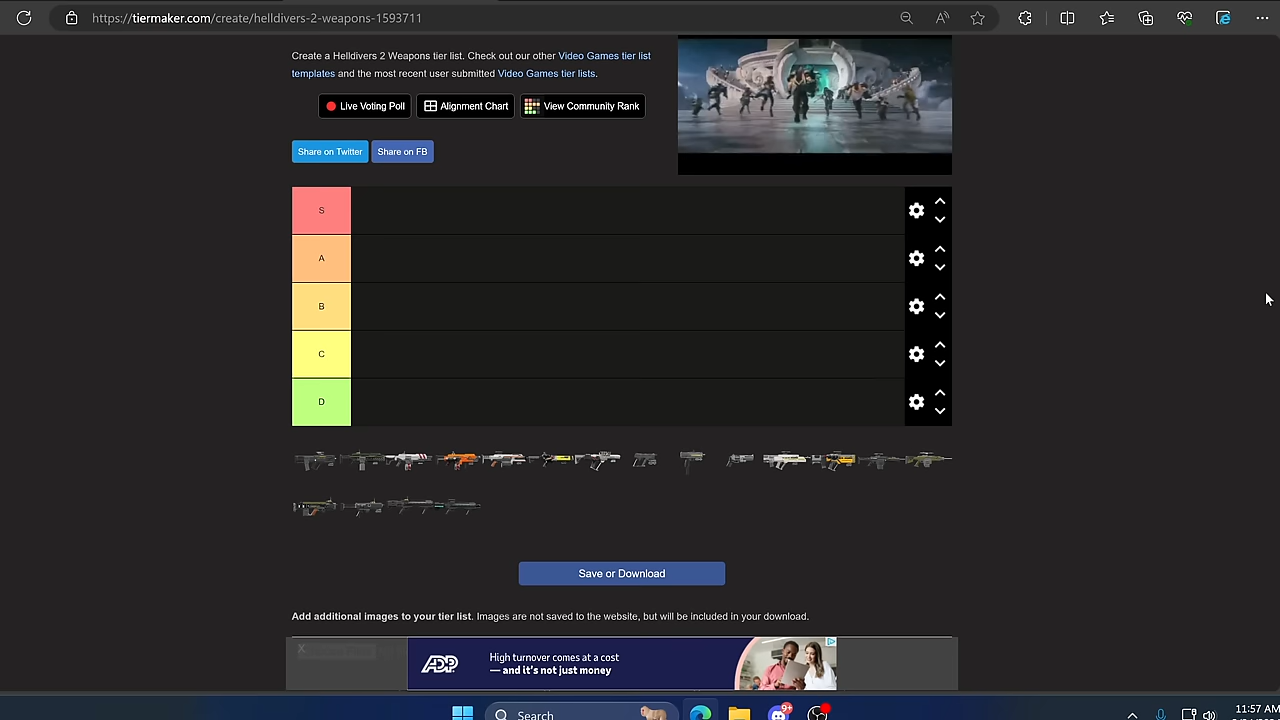 https://tiermaker.com/create/helldivers-2-weapons-1593711
Create a Helldivers 2 Weapons tier list. Check out our other Video Games tier list
templates and the most recent user submitted Video Games tier lists.
Live Voting Poll
Alignment Chart
View Community Rank
Share on Twitter
Share on FB
S
A
B
C
D
Save or Download
Add additional images to your tier list. Images are not saved to the website, but will be included in your download.
X
ADP
High turnover comes at a cost
— and it's not just money
Search
9+
11:57 AM